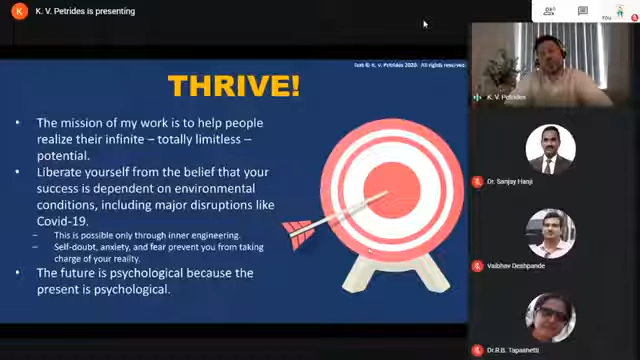 K
K. V. Petrides is presenting
YOU
Text © K. V. Petrides 2020. All rights reserved.
THRIVE!
• The mission of my work is to help people
realize their infinite – totally limitless –
potential.
• Liberate yourself from the belief that your
success is dependent on environmental
conditions, including major disruptions like
Covid-19.
– This is possible only through inner engineering.
– Self-doubt, anxiety, and fear prevent you from taking
charge of your reality.
• The future is psychological because the
present is psychological.
K. V. Petrides
Dr. Sanjay Hanji
Vaibhav Deshpande